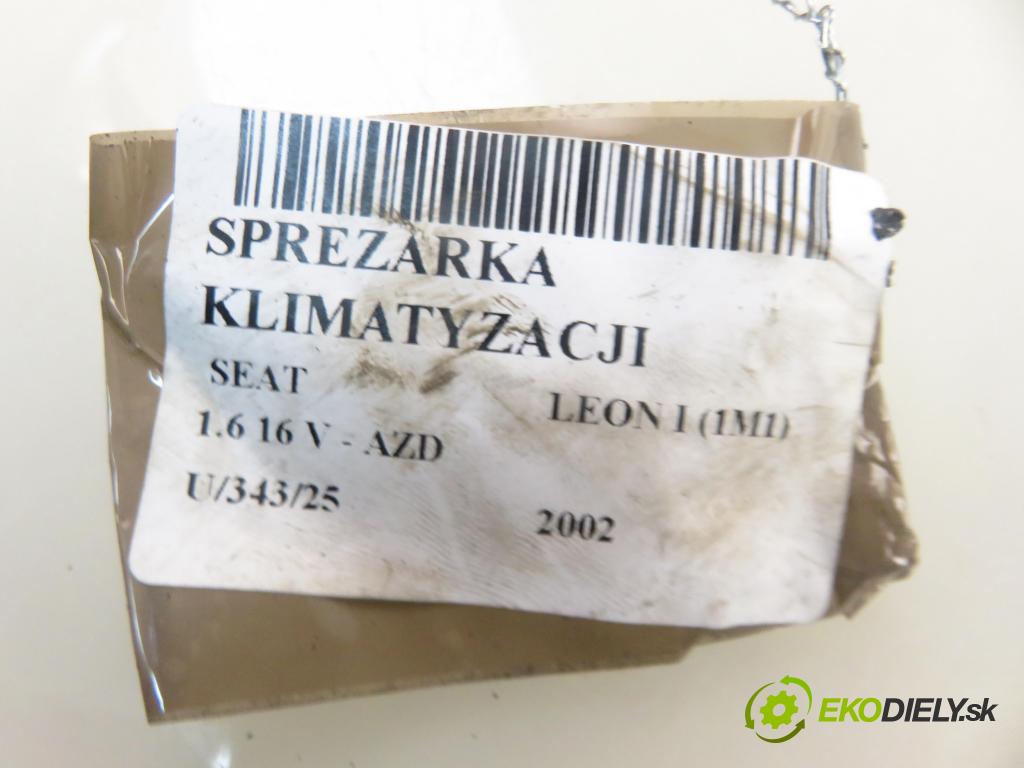 SPREZARKA
KLIMATYZACJI
SEAT LEON I (1M1)
1.6 16 V - AZD
U/343/25 2002
EKODIELY.sk